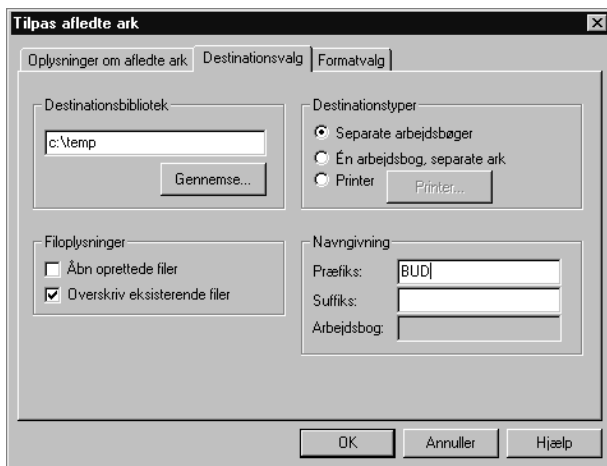 Tilpas afledte ark
Oplysninger om afledte ark Destinationsvalg Formatvalg
Destinationsbibliotek
c:\temp
Gennemse...
Destinationstyper
Separate arbejdsbøger
Én arbejdsbog, separate ark
Printer Printer...
Filoplysninger
Åbn oprettede filer
Overskriv eksisterende filer
Navngivning
Præfiks: BUD
Suffiks:
Arbejdsbog:
OK Annuller Hjælp